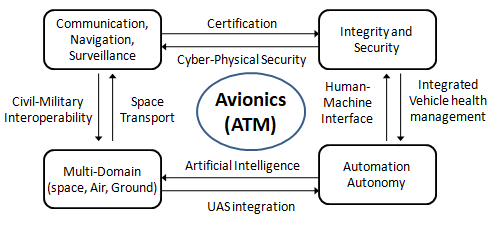 Communication,
Navigation,
Surveillance
Certification
Cyber-Physical Security
Integrity and
Security
Civil-Military
Interoperability
Space
Transport
Avionics
(ATM)
Human-
Machine
Interface
Integrated
Vehicle health
management
Multi-Domain
(space, Air, Ground)
Artificial Intelligence
UAS integration
Automation
Autonomy